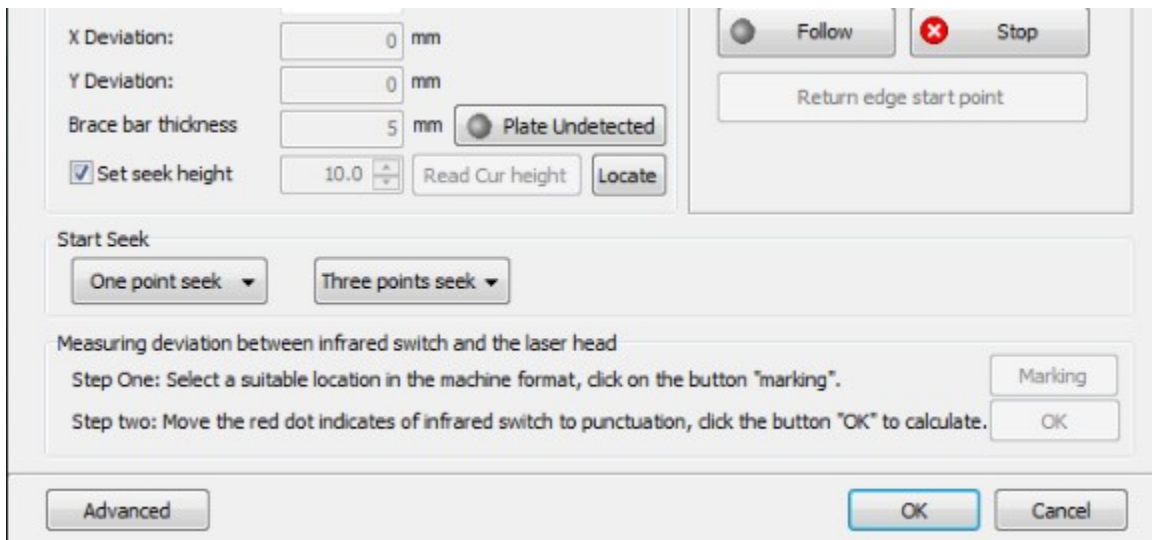 X Deviation: 0 mm
Follow
Stop
Y Deviation: 0 mm
Return edge start point
Brace bar thickness 5 mm Plate Undetected
Set seek height 10.0 Read Cur height Locate
Start Seek
One point seek Three points seek
Measuring deviation between infrared switch and the laser head
Step One: Select a suitable location in the machine format, click on the button "marking". Marking
Step two: Move the red dot indicates of infrared switch to punctuation, click the button "OK" to calculate. OK
Advanced OK Cancel